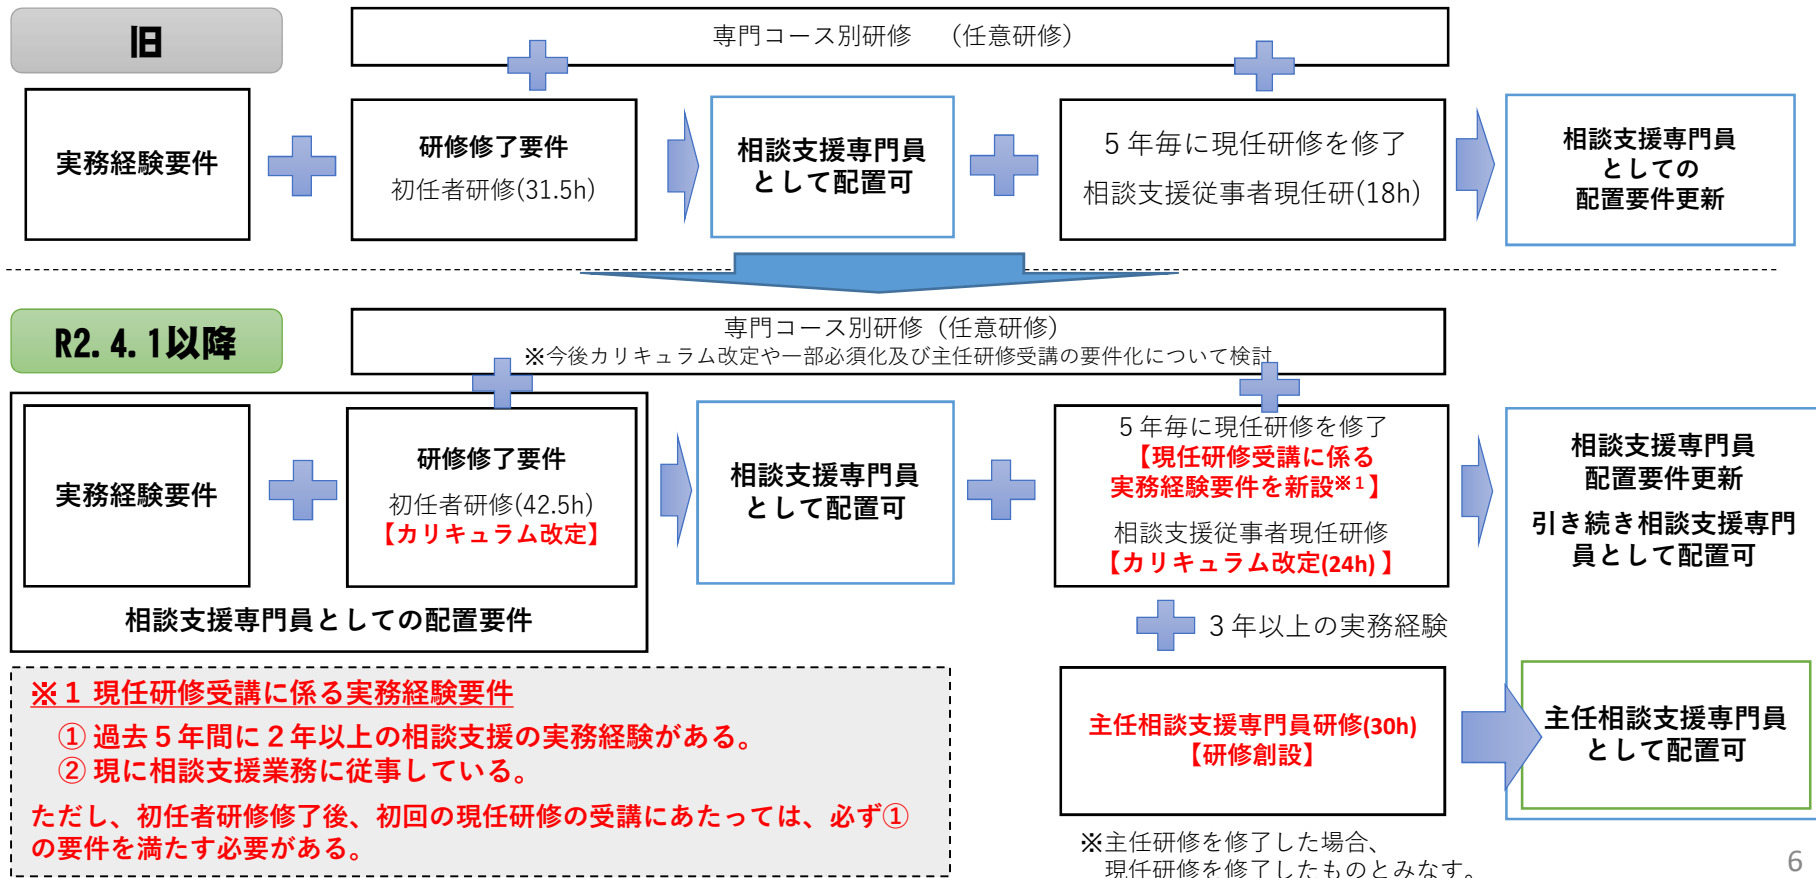 旧
専門コース別研修　（任意研修）
実務経験要件
研修修了要件
初任者研修(31.5h)
相談支援専門員
として配置可
５年毎に現任研修を修了
相談支援従事者現任研(18h)
相談支援専門員
としての
配置要件更新
R2.4.1以降
専門コース別研修（任意研修）
※今後カリキュラム改定や一部必須化及び主任研修受講の要件化について検討
実務経験要件
研修修了要件
初任者研修(42.5h)
【カリキュラム改定】
相談支援専門員としての配置要件
相談支援専門員
として配置可
５年毎に現任研修を修了
【現任研修受講に係る
実務経験要件を新設※1】
相談支援従事者現任研修
【カリキュラム改定(24h) 】
相談支援専門員
配置要件更新
引き続き相談支援専門
員として配置可
３年以上の実務経験
主任相談支援専門員研修(30h)
【研修創設】
主任相談支援専門員
として配置可
※主任研修を修了した場合、
現任研修を修了したものとみなす。
※１ 現任研修受講に係る実務経験要件
① 過去５年間に２年以上の相談支援の実務経験がある。
② 現に相談支援業務に従事している。
ただし、初任者研修修了後、初回の現任研修の受講にあたっては、必ず①
の要件を満たす必要がある。
6